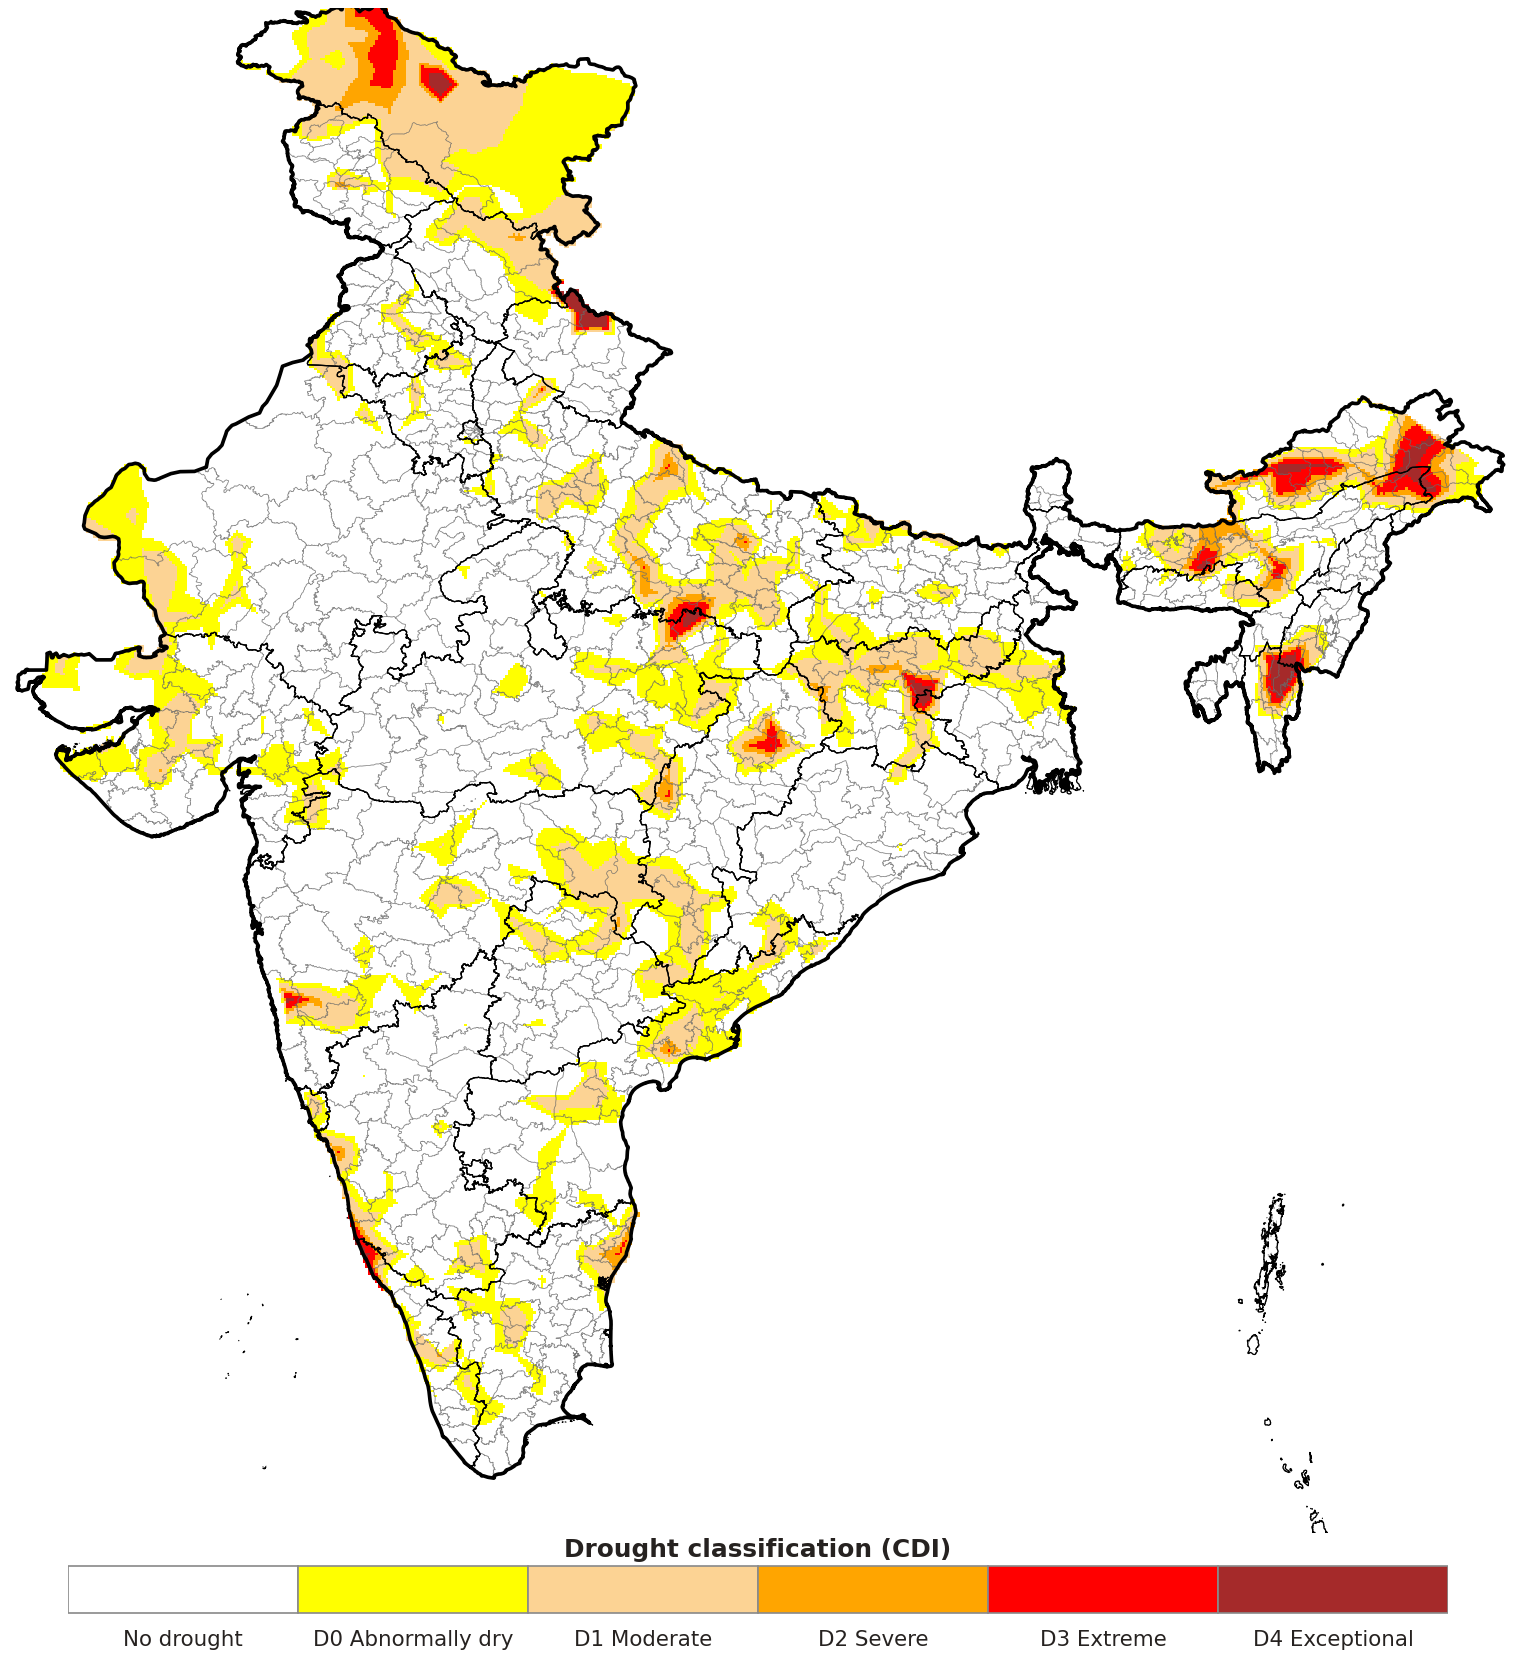 Drought classification (CDI)
No drought
D0 Abnormally dry
D1 Moderate
D2 Severe
D3 Extreme
D4 Exceptional